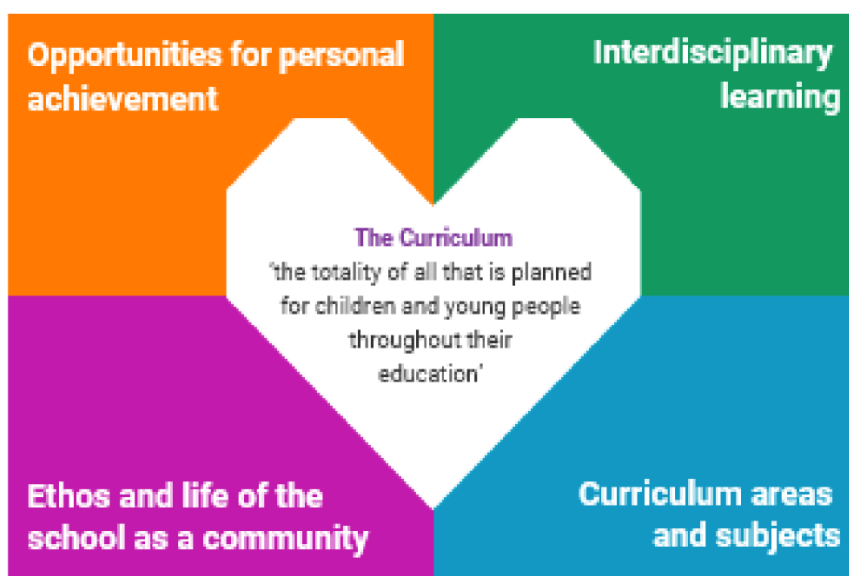 Opportunities for personal
achievement
Interdisciplinary
learning
The Curriculum
'the totality of all that is planned
for children and young people
throughout their
education'
Ethos and life of the
school as a community
Curriculum areas
and subjects